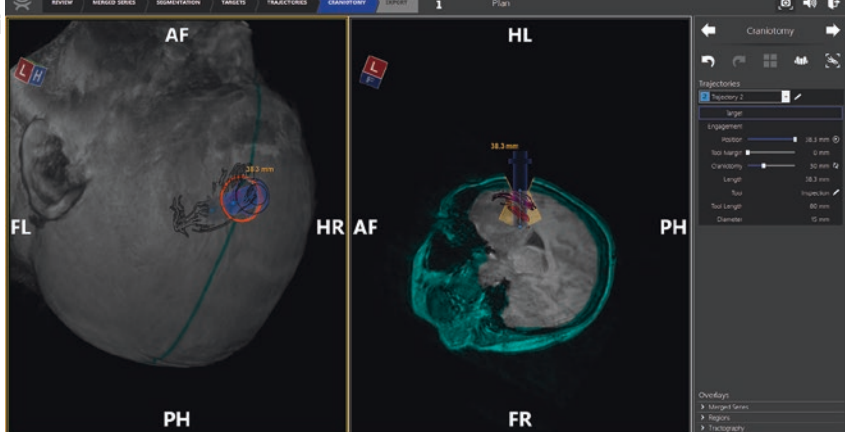 REVIEW MERGED SERIES SEGMENTATION TARGETS TRAJECTORIES CRANIOTOMY EXPORT 1 Plan
AF
L H
38.3 mm
FL
HR
PH
HL
L
F
38.3 mm
AF
PH
FR
Craniotomy
Trajectories
2 Trajectory 2
Target
Engagement
Position 38.3 mm
Tool Margin 0 mm
Craniotomy 30 mm
Length 38.3 mm
Tool Inspection
Tool Length 80 mm
Diameter 15 mm
Overlays
> Merged Series
> Regions
> Tractography